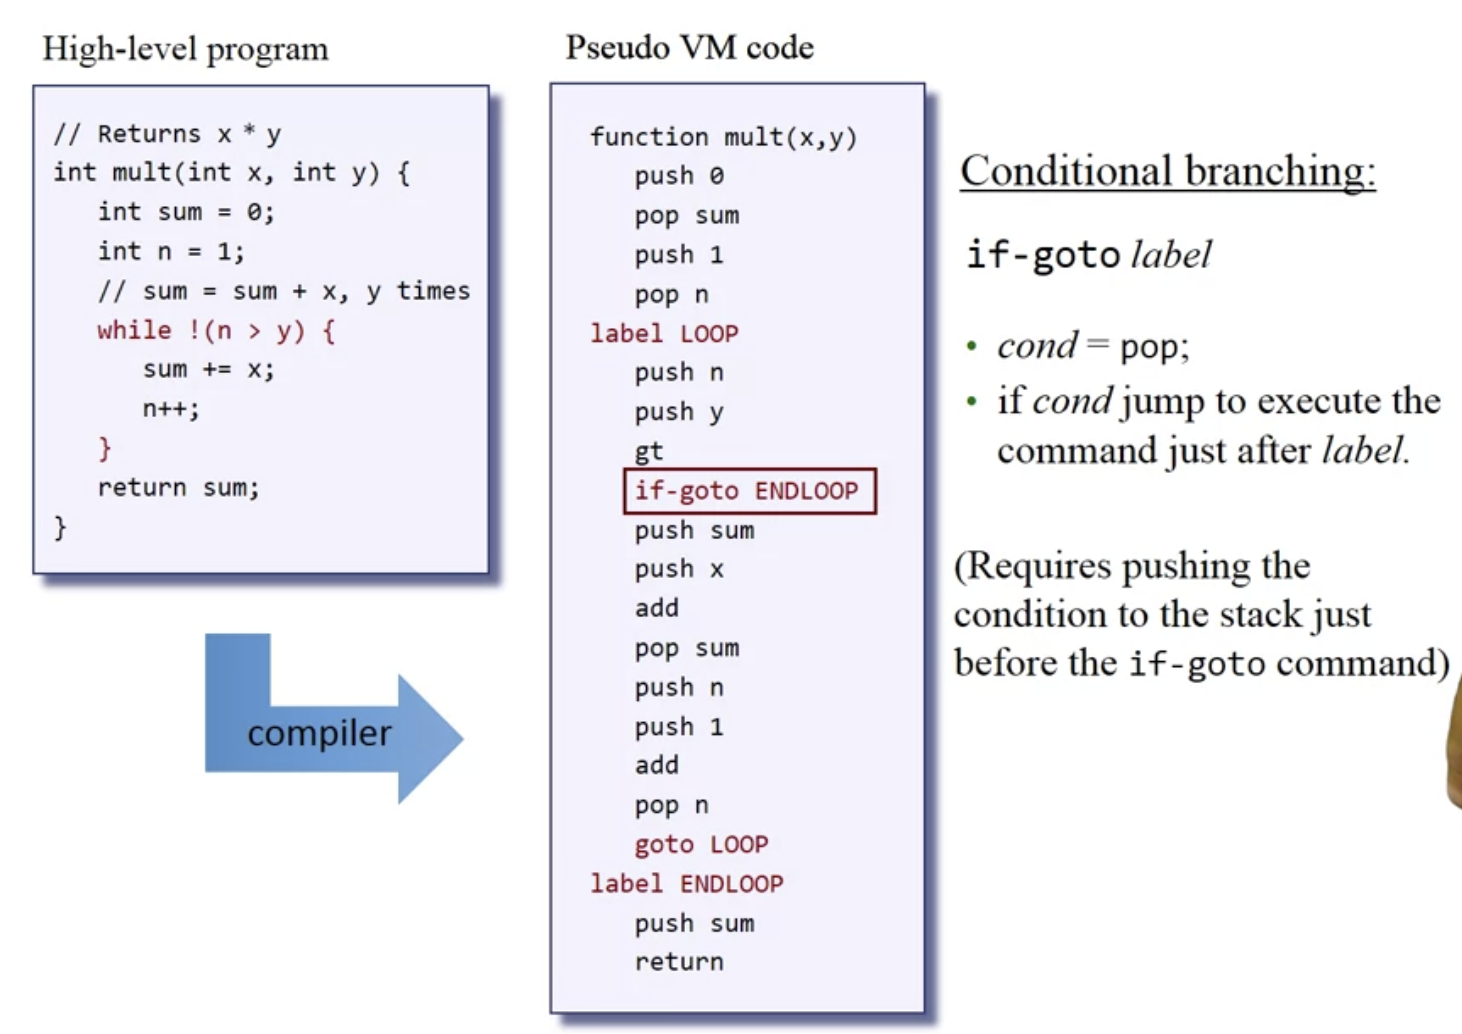 High-level program
// Returns x * y
int mult(int x, int y) {
int sum = 0;
int n = 1;
// sum = sum + x, y times
while !(n > y) {
sum += x;
n++;
}
return sum;
}
compiler
Pseudo VM code
function mult(x,y)
push 0
pop sum
push 1
pop n
label LOOP
push n
push y
gt
if-goto ENDLOOP
push sum
push x
add
pop sum
push n
push 1
add
pop n
goto LOOP
label ENDLOOP
push sum
return
Conditional branching:
if-goto label
• cond = pop;
• if cond jump to execute the
command just after label.
(Requires pushing the
condition to the stack just
before the if-goto command)